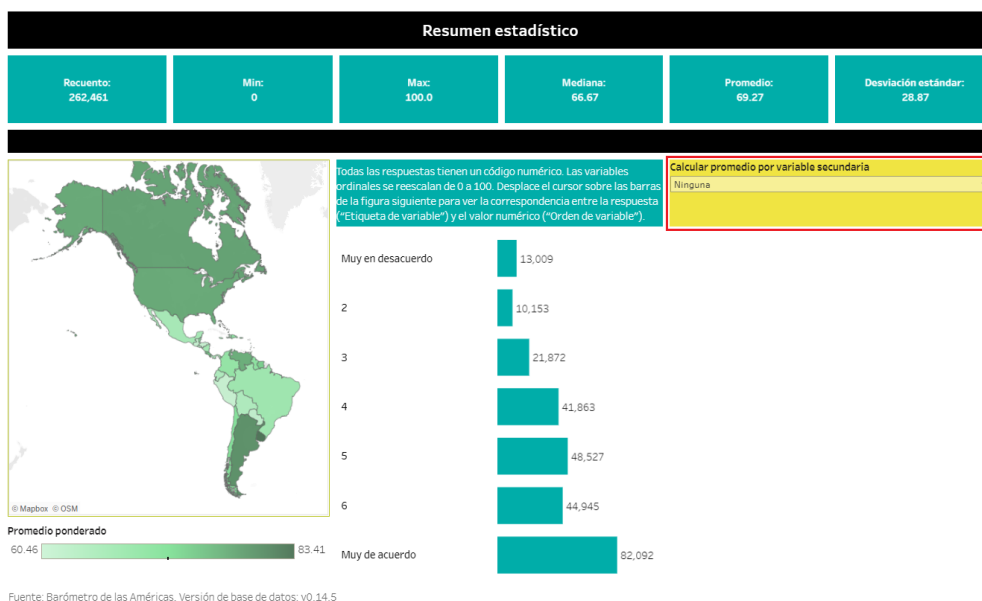 Resumen estadístico
Recuento:
262,461
Min:
0
Max:
100.0
Mediana:
66.67
Promedio:
69.27
Desviación estándar:
28.87
Todas las respuestas tienen un código numérico. Las variables
ordinales se reescalan de 0 a 100. Desplace el cursor sobre las barras
de la figura siguiente para ver la correspondencia entre la respuesta
("Etiqueta de variable") y el valor numérico ("Orden de variable").
Calcular promedio por variable secundaria
Ninguna
Muy en desacuerdo 13,009
2 10,153
3 21,872
4 41,863
5 48,527
6 44,945
Muy de acuerdo 82,092
© Mapbox © OSM
Promedio ponderado
60.46 83.41
Fuente: Barómetro de las Américas. Versión de base de datos: v0.14.5